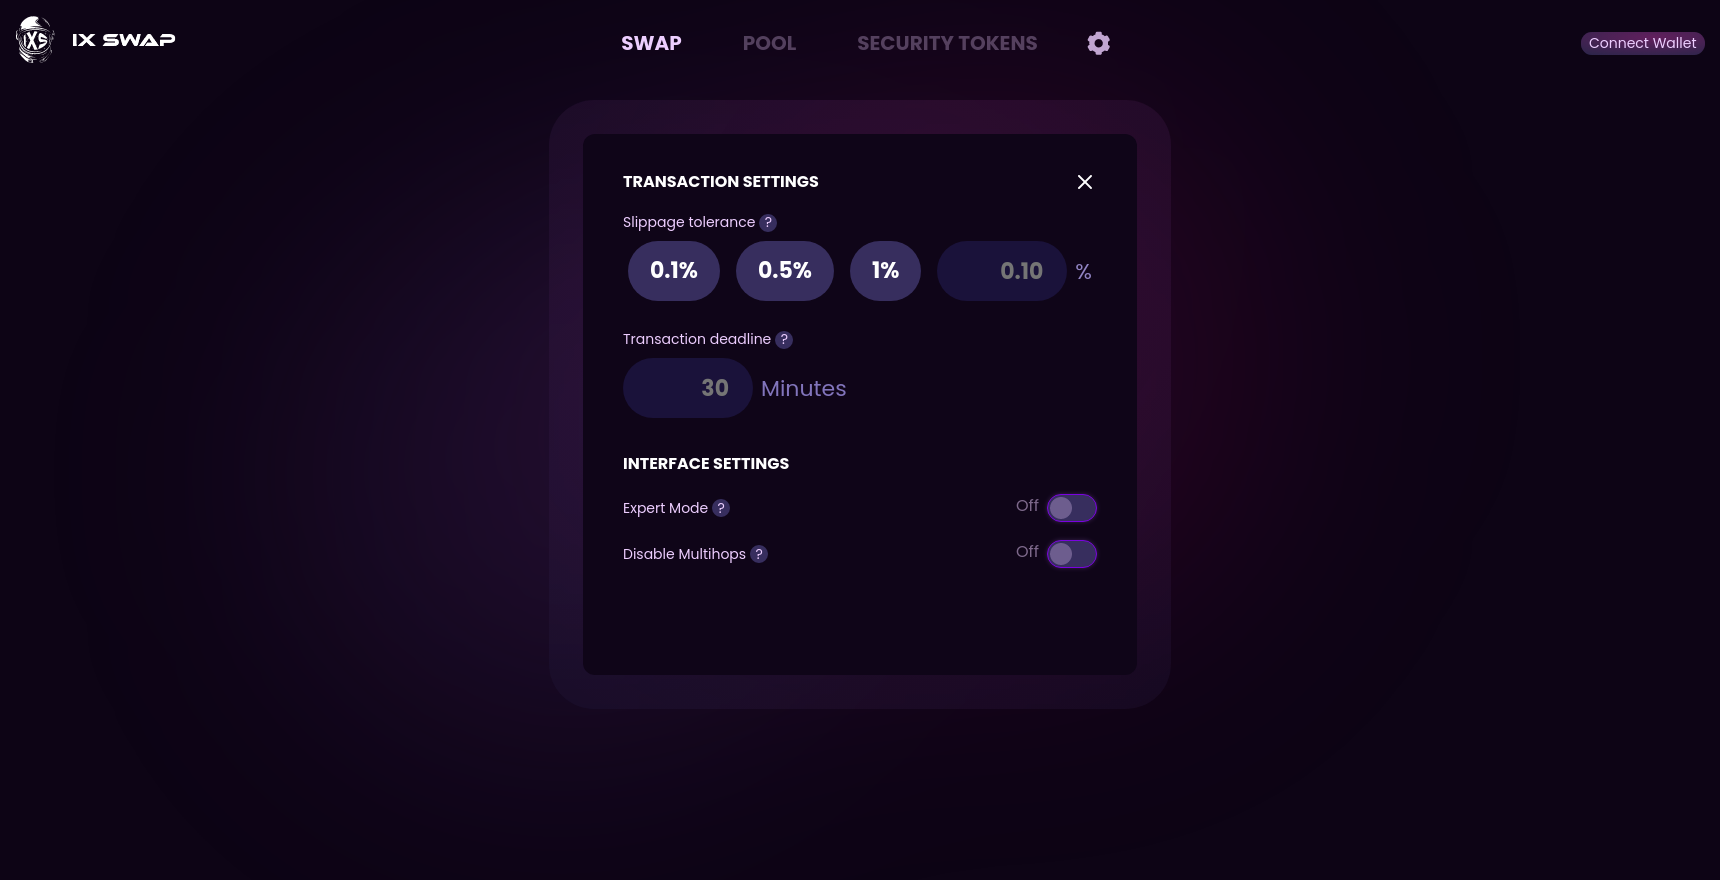 IXS IX SWAP
SWAP POOL SECURITY TOKENS
Connect Wallet
TRANSACTION SETTINGS
Slippage tolerance ?
0.1% 0.5% 1% 0.10 %
Transaction deadline ?
30 Minutes
INTERFACE SETTINGS
Expert Mode ? Off
Disable Multihops ? Off